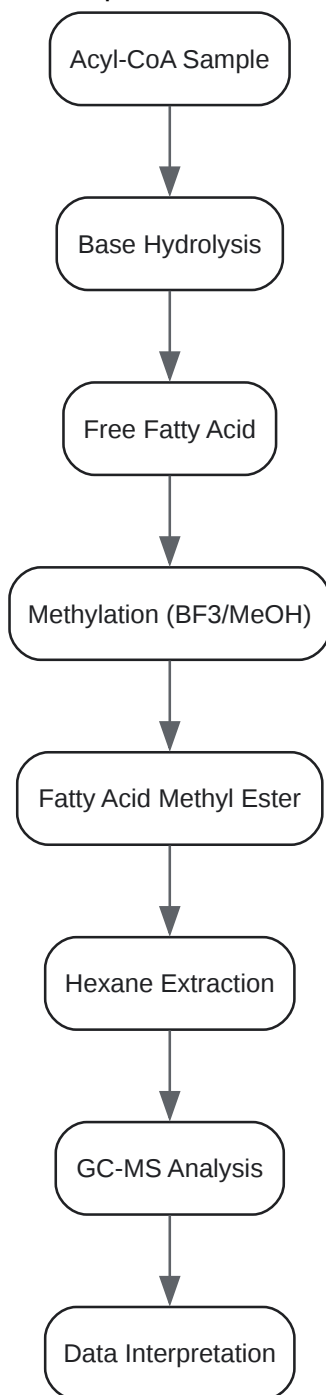 Acyl-CoA Sample
Base Hydrolysis
Free Fatty Acid
Methylation (BF3/MeOH)
Fatty Acid Methyl Ester
Hexane Extraction
GC-MS Analysis
Data Interpretation